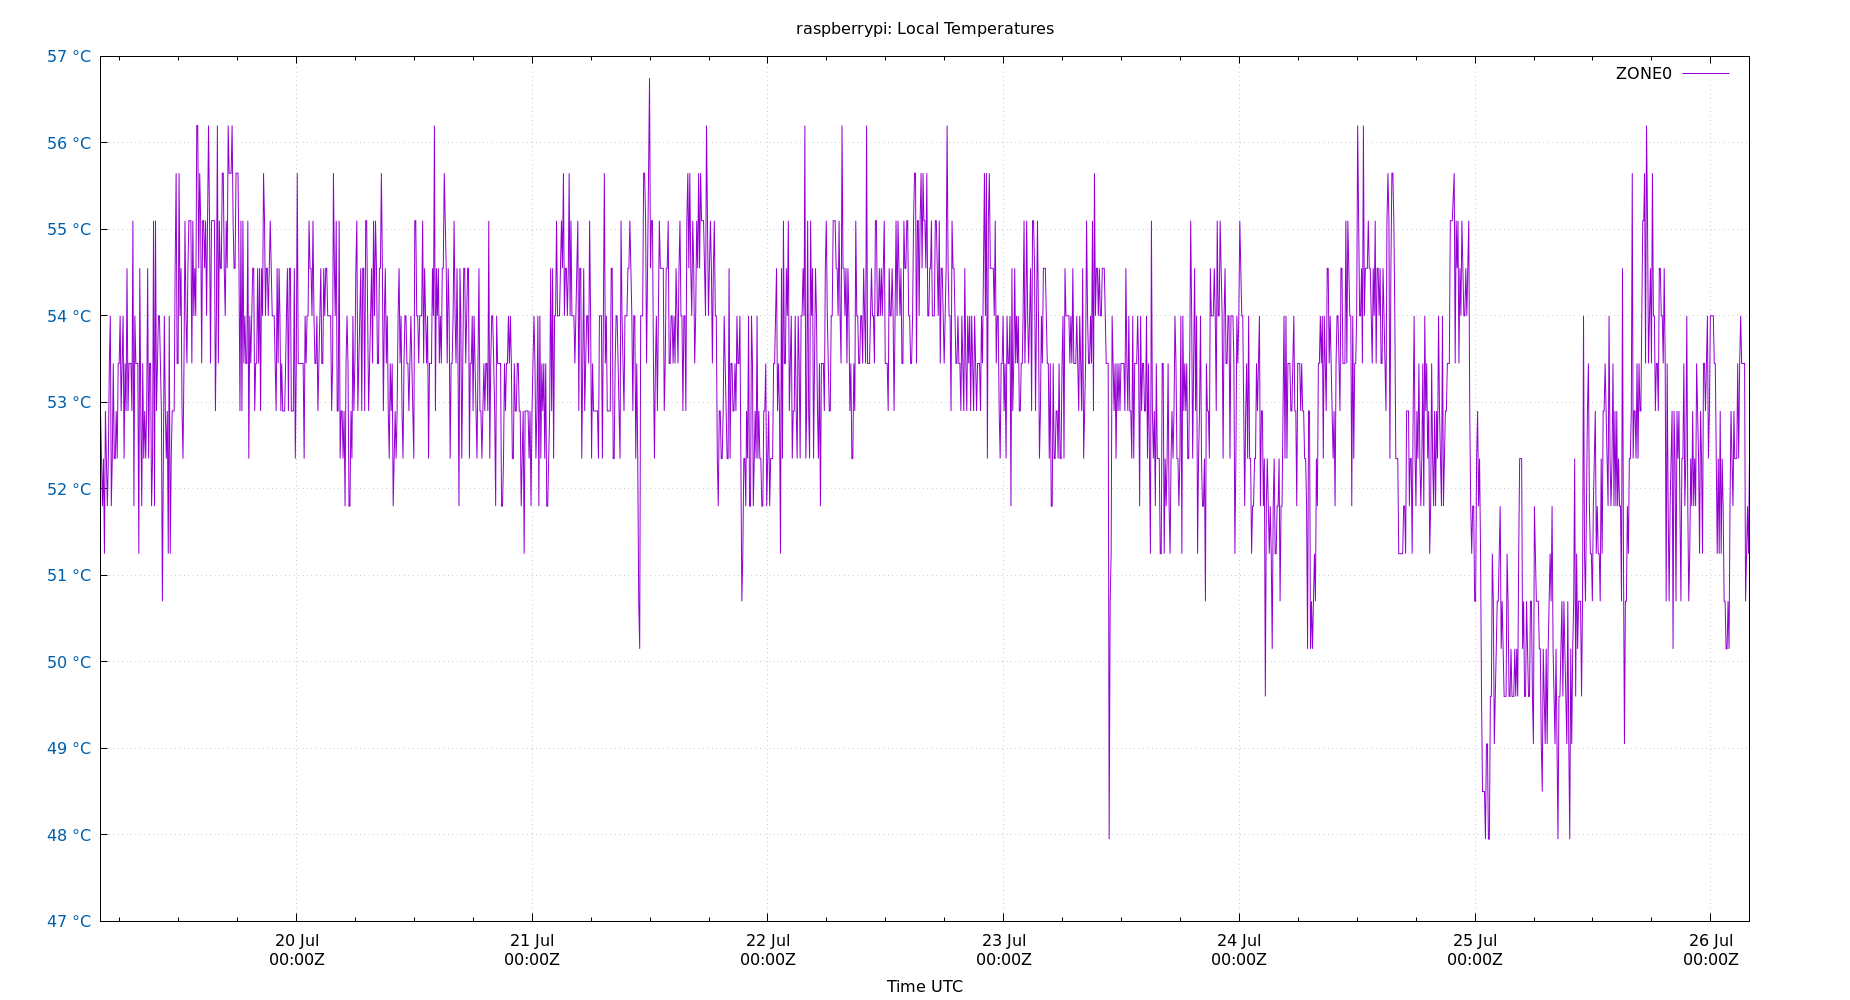 raspberrypi: Local Temperatures
57 °C
ZONE0
56 °C
55 °C
54 °C
53 °C
52 °C
51 °C
50 °C
49 °C
48 °C
47 °C
20 Jul 21 Jul 22 Jul 23 Jul 24 Jul 25 Jul 26 Jul
00:00Z 00:00Z 00:00Z 00:00Z 00:00Z 00:00Z 00:00Z
Time UTC